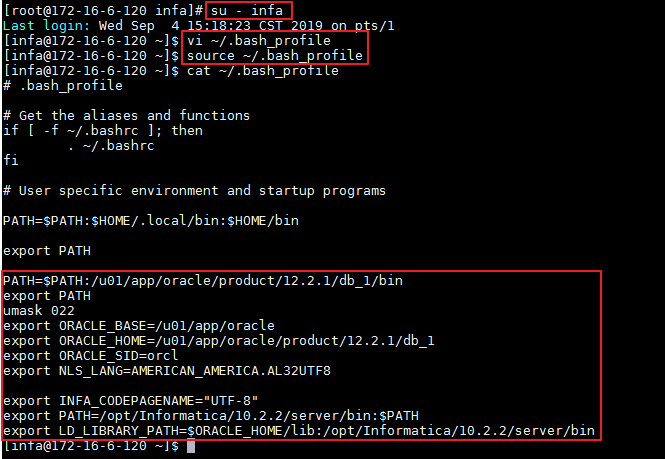 [root@172-16-6-120 infa]# su - infa
Last login: Wed Sep  4 15:18:23 CST 2019 on pts/1
[infa@172-16-6-120 ~]$ vi ~/.bash_profile
[infa@172-16-6-120 ~]$ source ~/.bash_profile
[infa@172-16-6-120 ~]$ cat ~/.bash_profile
# .bash_profile

# Get the aliases and functions
if [ -f ~/.bashrc ]; then
        . ~/.bashrc
fi

# User specific environment and startup programs

PATH=$PATH:$HOME/.local/bin:$HOME/bin

export PATH

PATH=$PATH:/u01/app/oracle/product/12.2.1/db_1/bin
export PATH
umask 022
export ORACLE_BASE=/u01/app/oracle
export ORACLE_HOME=/u01/app/oracle/product/12.2.1/db_1
export ORACLE_SID=orcl
export NLS_LANG=AMERICAN_AMERICA.AL32UTF8

export INFA_CODEPAGENAME="UTF-8"
export PATH=/opt/Informatica/10.2.2/server/bin:$PATH
export LD_LIBRARY_PATH=$ORACLE_HOME/lib:/opt/Informatica/10.2.2/server/bin
[infa@172-16-6-120 ~]$